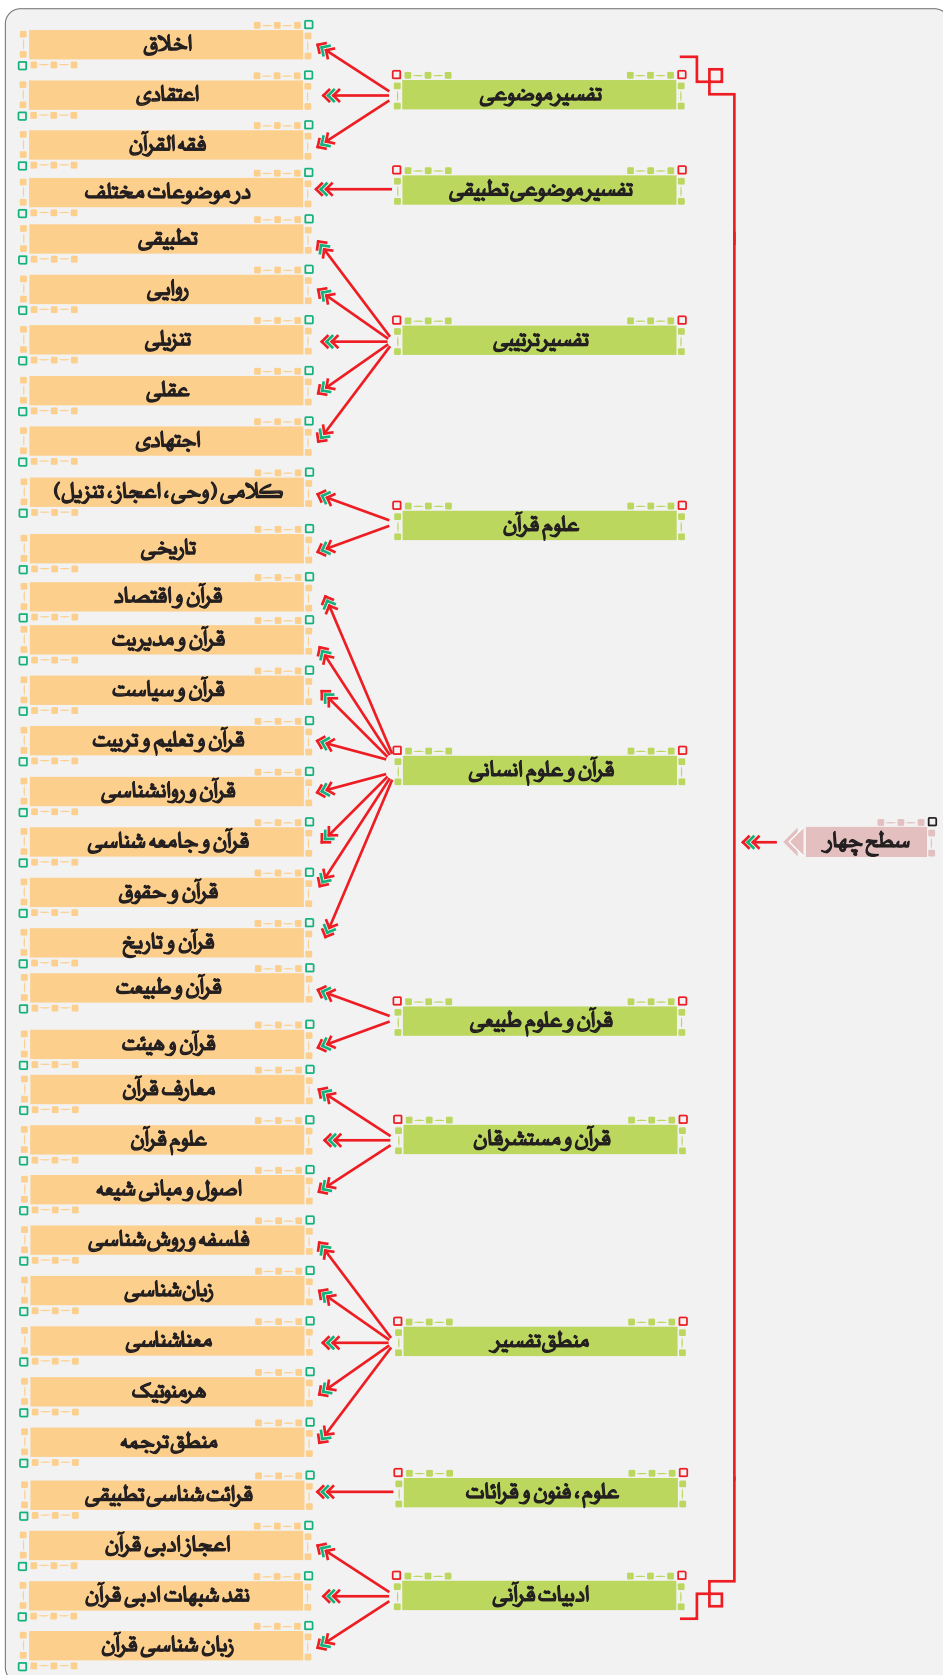 سطح چهار
تفسیر موضوعی
اخلاق
اعتقادی
فقه القرآن
تفسیر موضوعی تطبیقی
در موضوعات مختلف
تفسیر ترتیبی
تطبیقی
روایی
تنزیلی
عقلی
اجتهادی
علوم قرآن
کلامی (وحی، اعجاز، تنزیل)
تاریخی
قرآن و علوم انسانی
قرآن و اقتصاد
قرآن و مدیریت
قرآن و سیاست
قرآن و تعلیم و تربیت
قرآن و روانشناسی
قرآن و جامعه شناسی
قرآن و حقوق
قرآن و تاریخ
قرآن و علوم طبیعی
قرآن و طبیعت
قرآن و هیئت
قرآن و مستشرقان
معارف قرآن
علوم قرآن
اصول و مبانی شیعه
منطق تفسیر
فلسفه و روش شناسی
زبان شناسی
معناشناسی
هرمنوتیک
منطق ترجمه
علوم، فنون و قرائات
قرائت شناسی تطبیقی
ادبیات قرآنی
اعجاز ادبی قرآن
نقد شبهات ادبی قرآن
زبان شناسی قرآن